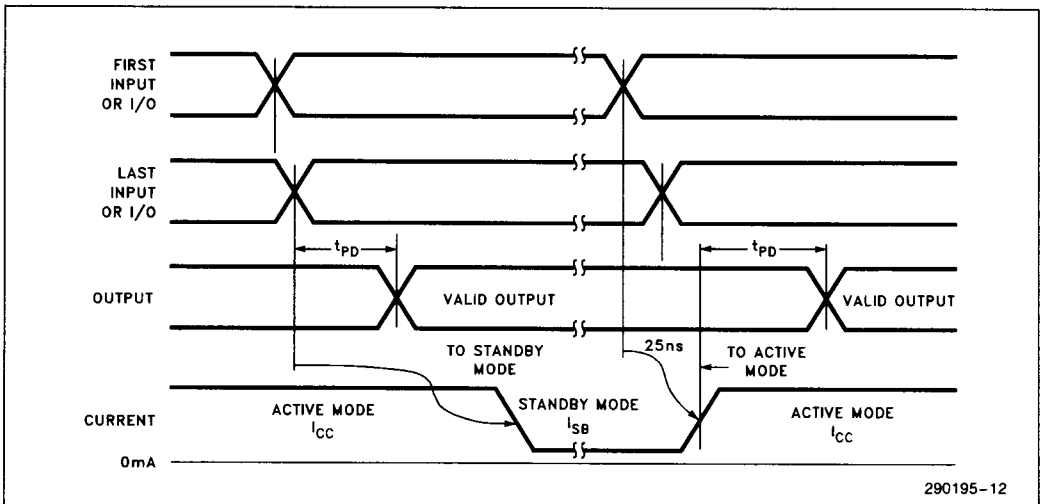 FIRST
INPUT
OR I/O
LAST
INPUT
OR I/O
tPD
tPD
OUTPUT
VALID OUTPUT
VALID OUTPUT
TO STANDBY
MODE
25ns
TO ACTIVE
MODE
CURRENT
ACTIVE MODE
ICC
STANDBY MODE
ISB
ACTIVE MODE
ICC
0mA
290195-12